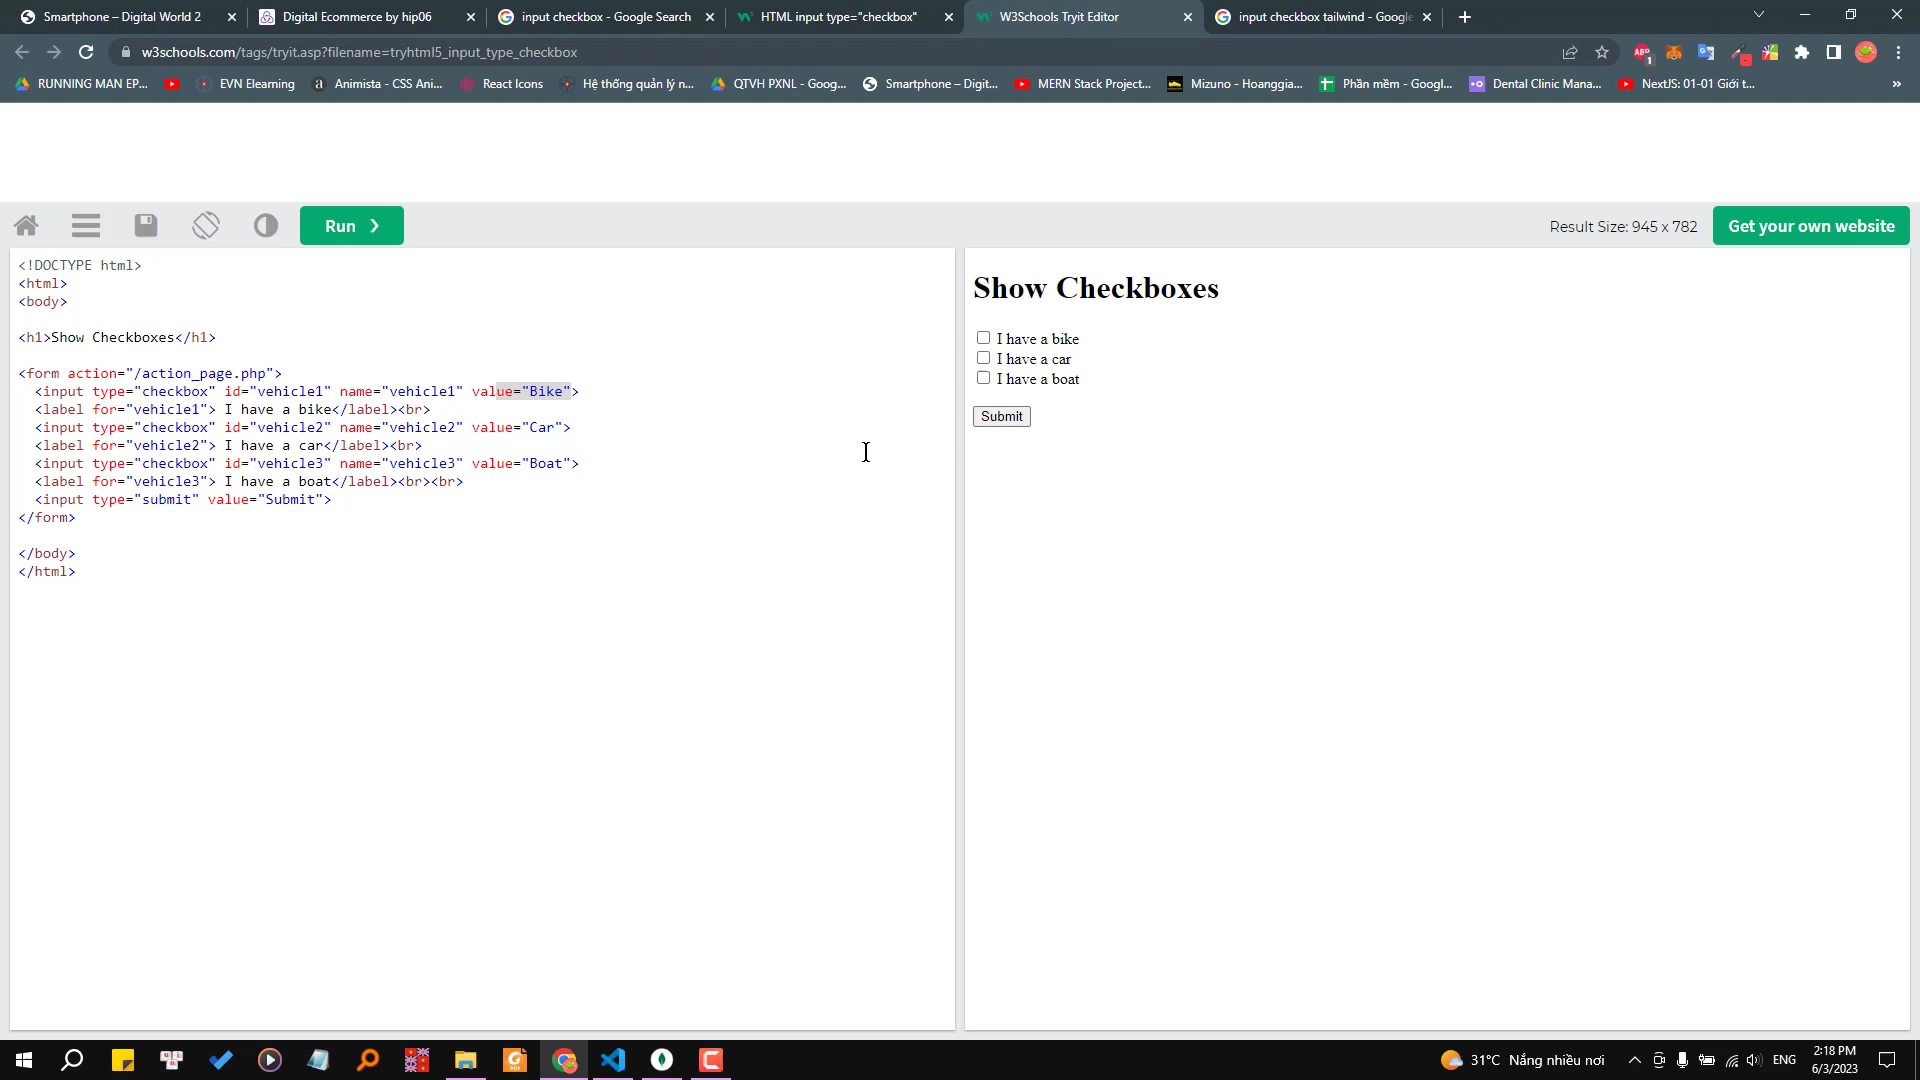 Smartphone – Digital World 2
Digital Ecommerce by hip06
input checkbox - Google Search
HTML input type="checkbox"
W3Schools Tryit Editor
input checkbox tailwind - Google
w3schools.com/tags/tryit.asp?filename=tryhtml5_input_type_checkbox
ABP
1
RUNNING MAN EP...
EVN Elearning
a
Animista - CSS Ani...
React Icons
Hệ thống quản lý n...
QTVH PXNL - Goog...
Smartphone – Digit...
MERN Stack Project...
Mizuno - Hoanggia...
Phần mềm - Googl...
Dental Clinic Mana...
NextJS: 01-01 Giới t...
»
Run ❯
Result Size: 945 x 782
Get your own website
<!DOCTYPE html>
<html>
<body>
<h1>Show Checkboxes</h1>
<form action="/action_page.php">
<input type="checkbox" id="vehicle1" name="vehicle1" value="Bike">
<label for="vehicle1"> I have a bike</label><br>
<input type="checkbox" id="vehicle2" name="vehicle2" value="Car">
<label for="vehicle2"> I have a car</label><br>
<input type="checkbox" id="vehicle3" name="vehicle3" value="Boat">
<label for="vehicle3"> I have a boat</label><br><br>
<input type="submit" value="Submit">
</form>
</body>
</html>
Show Checkboxes
I have a bike
I have a car
I have a boat
Submit
31°C Nắng nhiều nơi
ENG
2:18 PM
6/3/2023